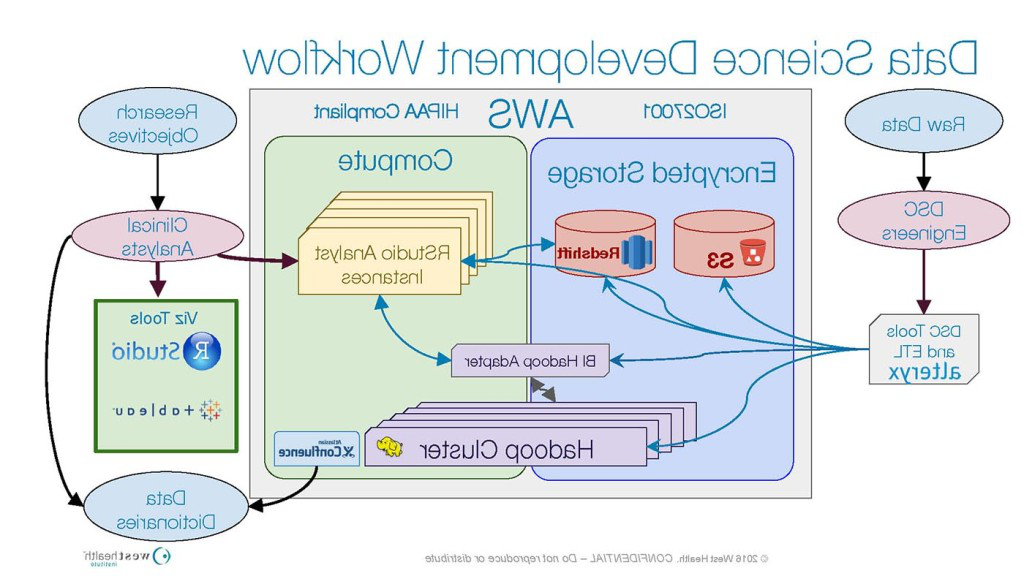 Data Science Development Workflow
ISO27001
AWS
HIPAA Compliant
Raw Data
DSC
Engineers
DSC Tools
and ETL
alteryx
Encrypted Storage
S3
Redshift
Compute
RStudio Analyst
Instances
BI Hadoop Adapter
Hadoop Cluster
Atlassian
Confluence
Research
Objectives
Clinical
Analysts
Viz Tools
R Studio
tableau
Data
Dictionaries
© 2016 West Health. CONFIDENTIAL – Do not reproduce or distribute
westhealth
institute